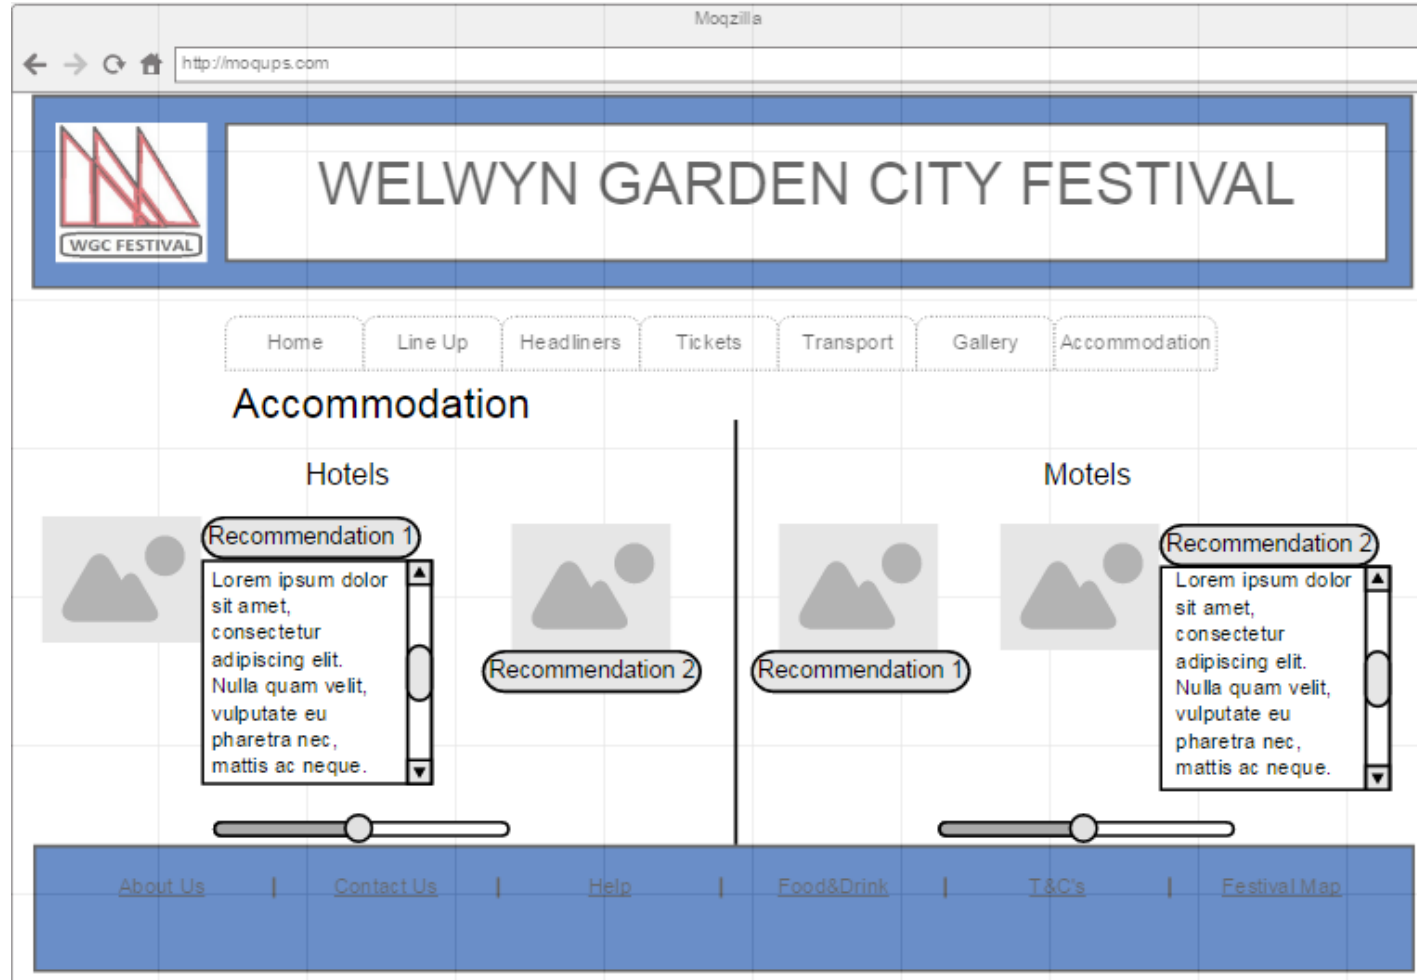 Moqzilla
http://moqups.com
WGC FESTIVAL
WELWYN GARDEN CITY FESTIVAL
Home
Line Up
Headliners
Tickets
Transport
Gallery
Accommodation
Accommodation
Hotels
Recommendation 1
Lorem ipsum dolor
sit amet,
consectetur
adipiscing elit.
Nulla quam velit,
vulputate eu
pharetra nec,
mattis ac neque.
Recommendation 2
Motels
Recommendation 1
Recommendation 2
Lorem ipsum dolor
sit amet,
consectetur
adipiscing elit.
Nulla quam velit,
vulputate eu
pharetra nec,
mattis ac neque.
About Us | Contact Us | Help | Food&Drink | T&C's | Festival Map